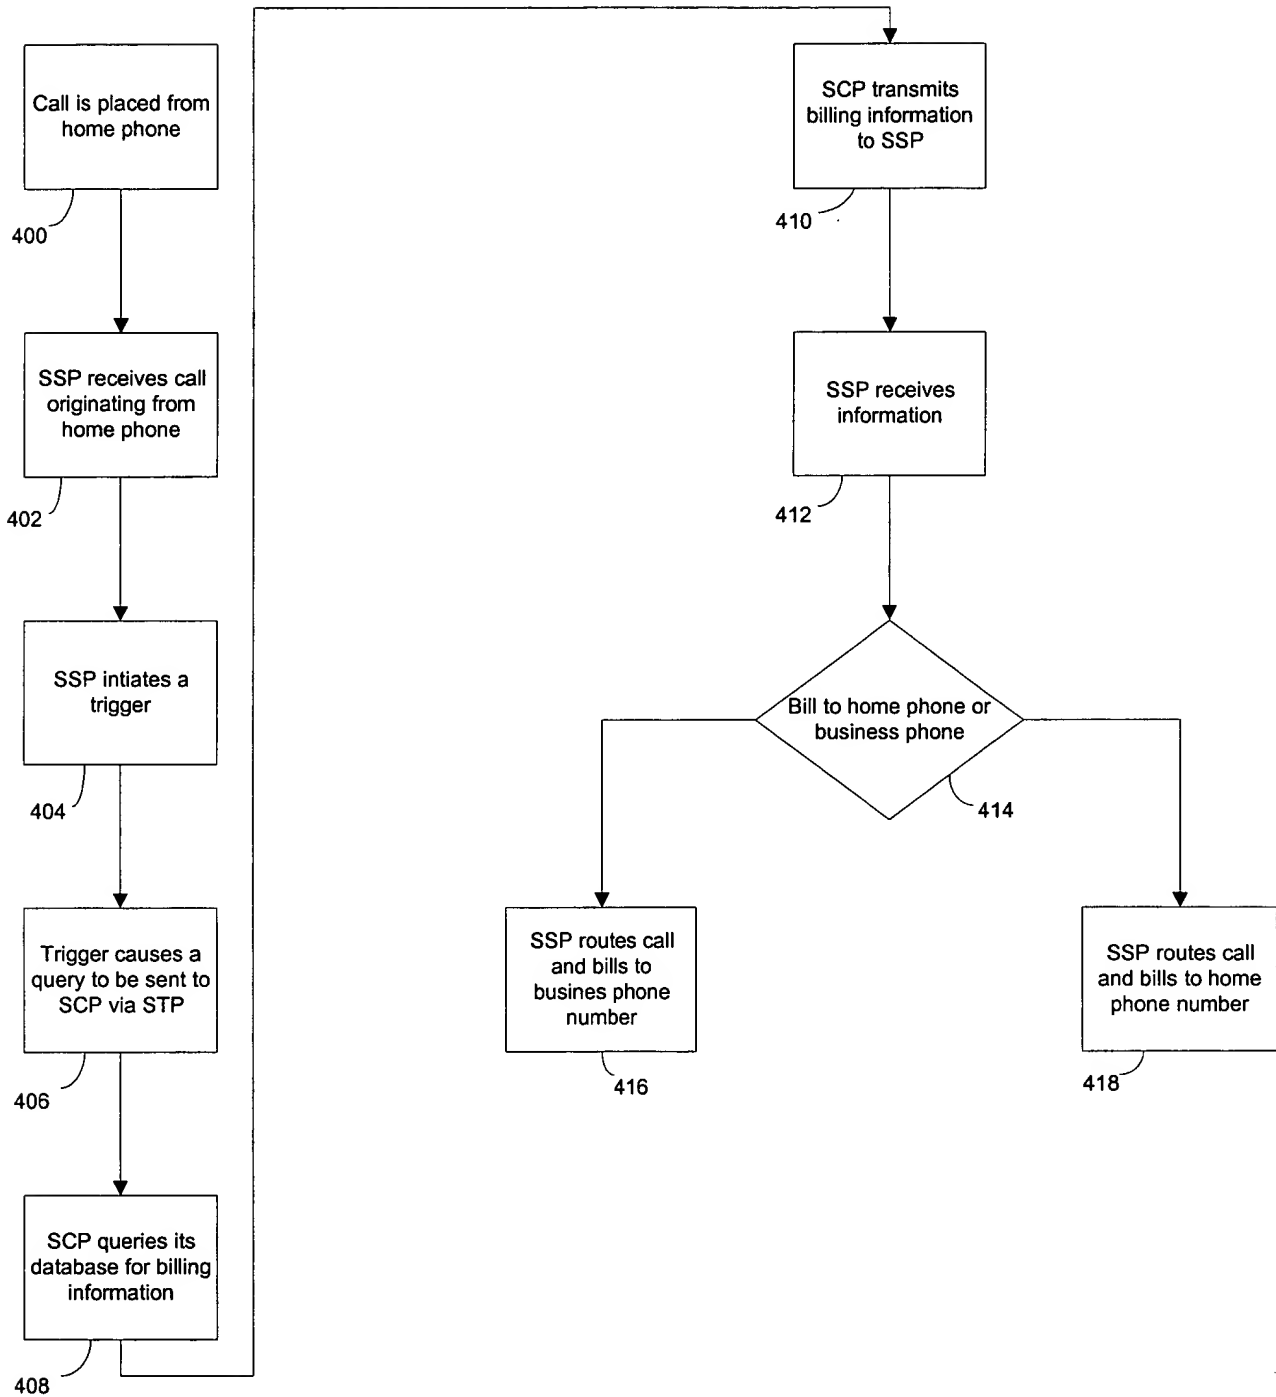 Call is placed from
home phone
400
SSP receives call
originating from
home phone
402
SSP intiates a
trigger
404
Trigger causes a
query to be sent to
SCP via STP
406
SCP queries its
database for billing
information
408
SCP transmits
billing information
to SSP
410
SSP receives
information
412
Bill to home phone or
business phone
414
SSP routes call
and bills to
busines phone
number
416
SSP routes call
and bills to home
phone number
418